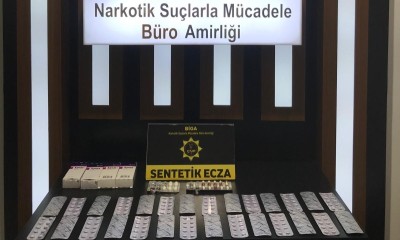 Narkotik Suçlarla Mücadele
Büro Amirliği
BİGA
SENTETİK ECZA